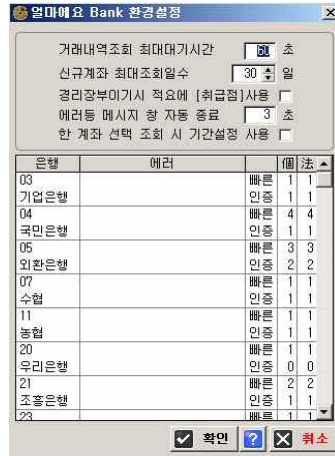 얼마에요 Bank 환경설정
거래내역조회 최대대기시간 60 초
신규계좌 최대조회일수 30 일
경리장부이기시 적요에 [취급점]사용
에러등 메시지 창 자동 종료 3 초
한 계좌 선택 조회 시 기간설정 사용
은행 에러 個 法
03 빠른 1 1
기업은행 인증 1 1
04 빠른 4 4
국민은행 인증 1 1
05 빠른 3 3
외환은행 인증 2 2
07 빠른 1 1
수협 인증 1 1
11 빠른 1 1
농협 인증 1 1
20 빠른 1 1
우리은행 인증 0 0
21 빠른 2 2
조흥은행 인증 1 1
23 빠른 1 1
확인 ? 취소